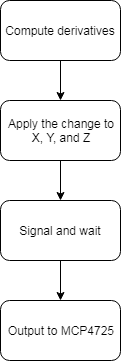 Compute derivatives
Apply the change to
X, Y, and Z
Signal and wait
Output to MCP4725